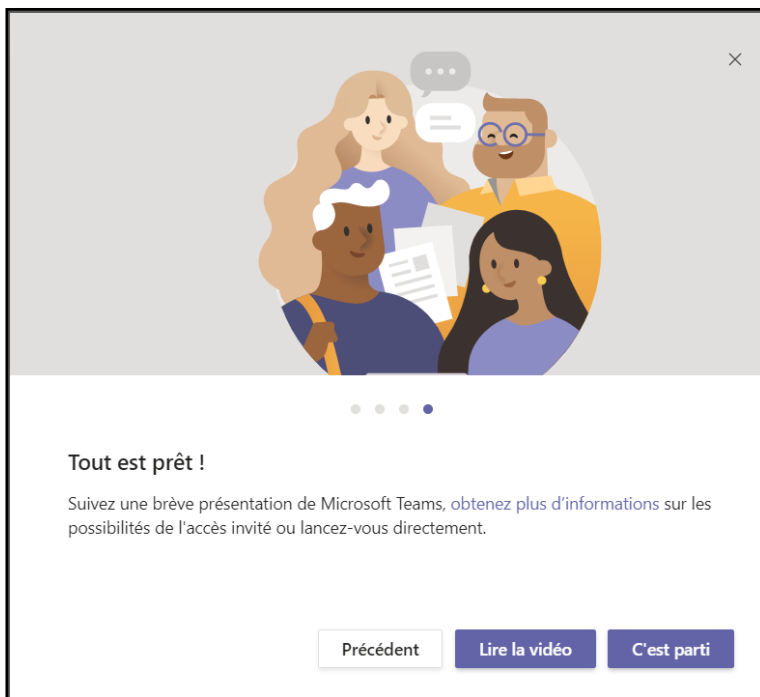 Tout est prêt !
Suivez une brève présentation de Microsoft Teams, obtenez plus d’informations sur les
possibilités de l'accès invité ou lancez-vous directement.
Précédent
Lire la vidéo
C'est parti